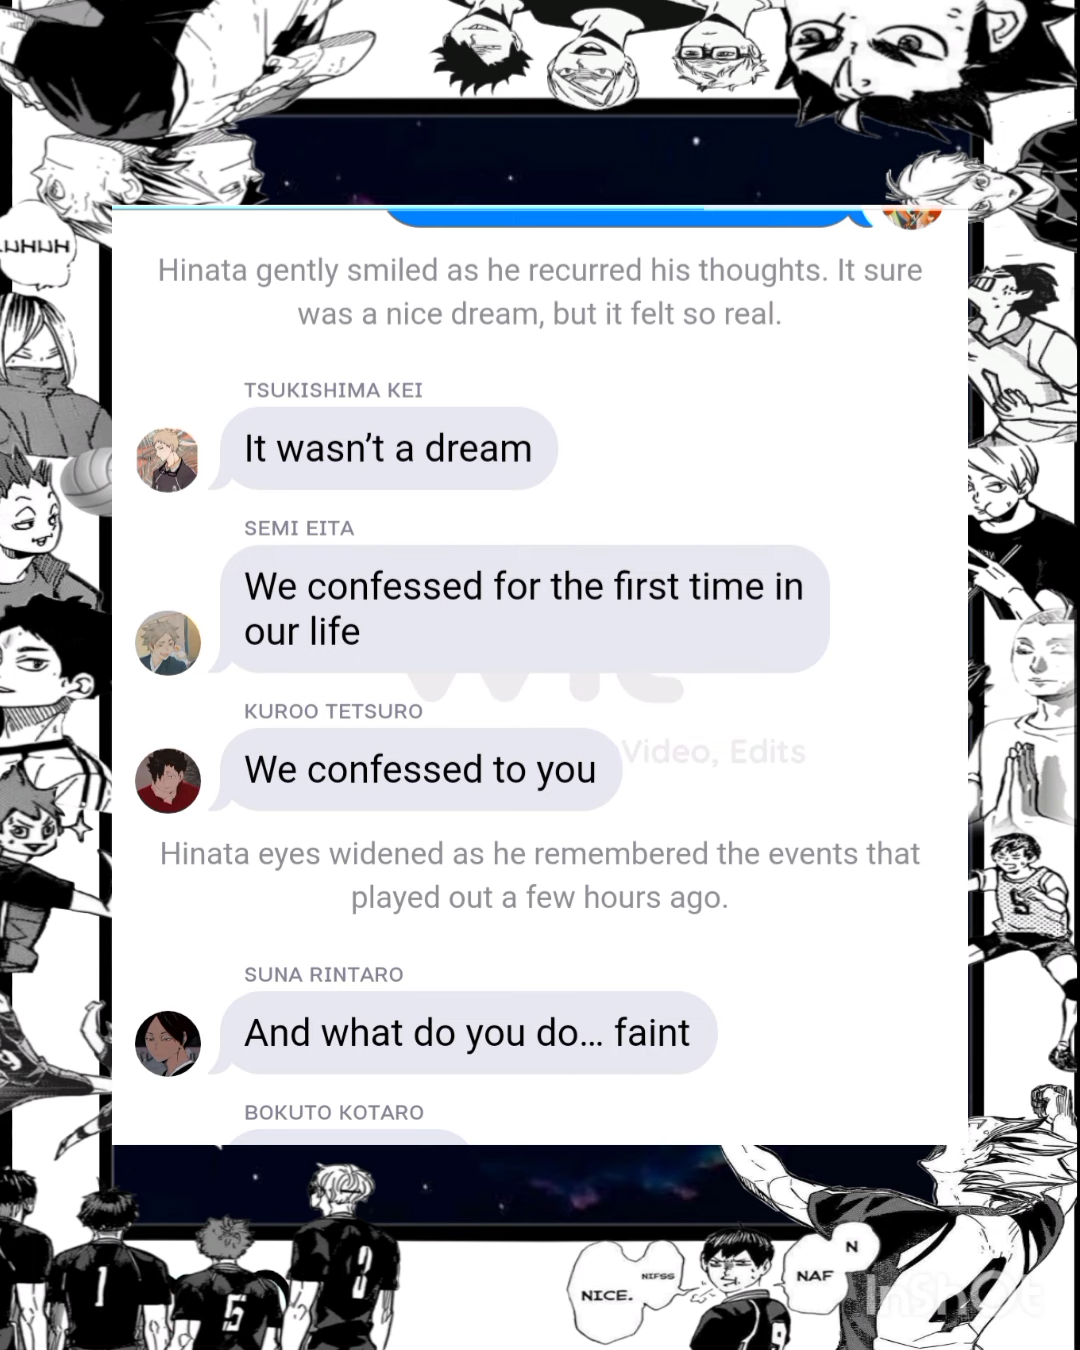 Hinata gently smiled as he recurred his thoughts. It sure
was a nice dream, but it felt so real.
TSUKISHIMA KEI
It wasn't a dream
SEMI EITA
We confessed for the first time in
our life
KUROO TETSURO
We confessed to you
Video, Edits
Hinata eyes widened as he remembered the events that
played out a few hours ago.
SUNA RINTARO
And what do you do... faint
BOKUTO KOTARO
1
5
NICE.
NIFSS
NAF
N
InShOt